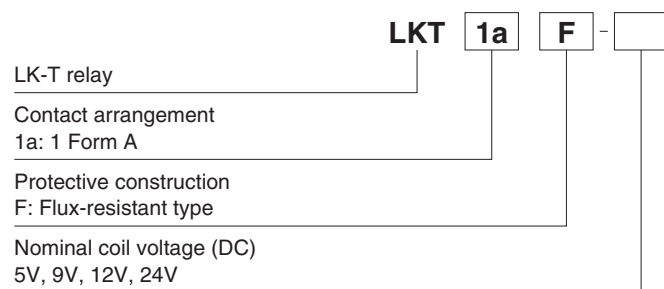 LKT 1a F -
LK-T relay
Contact arrangement
1a: 1 Form A
Protective construction
F: Flux-resistant type
Nominal coil voltage (DC)
5V, 9V, 12V, 24V